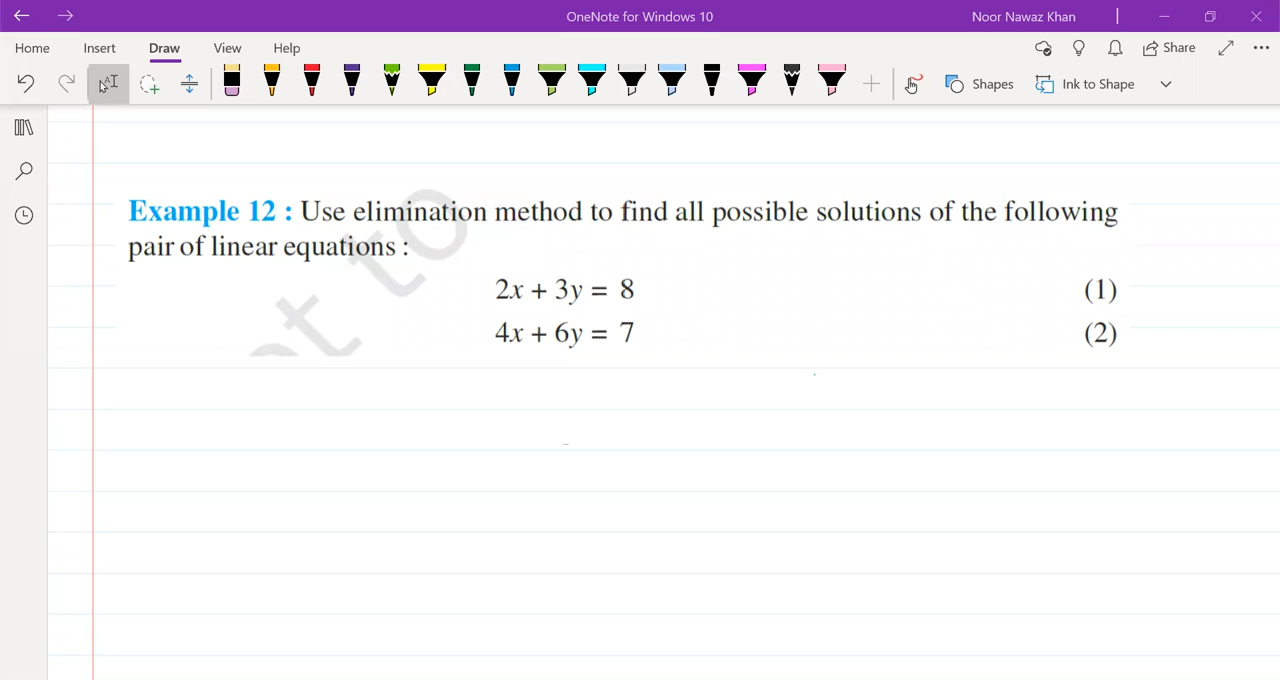 OneNote for Windows 10
Noor Nawaz Khan
Home Insert Draw View Help
Share
Shapes
Ink to Shape
Example 12 : Use elimination method to find all possible solutions of the following
pair of linear equations :
2x + 3y = 8 (1)
4x + 6y = 7 (2)